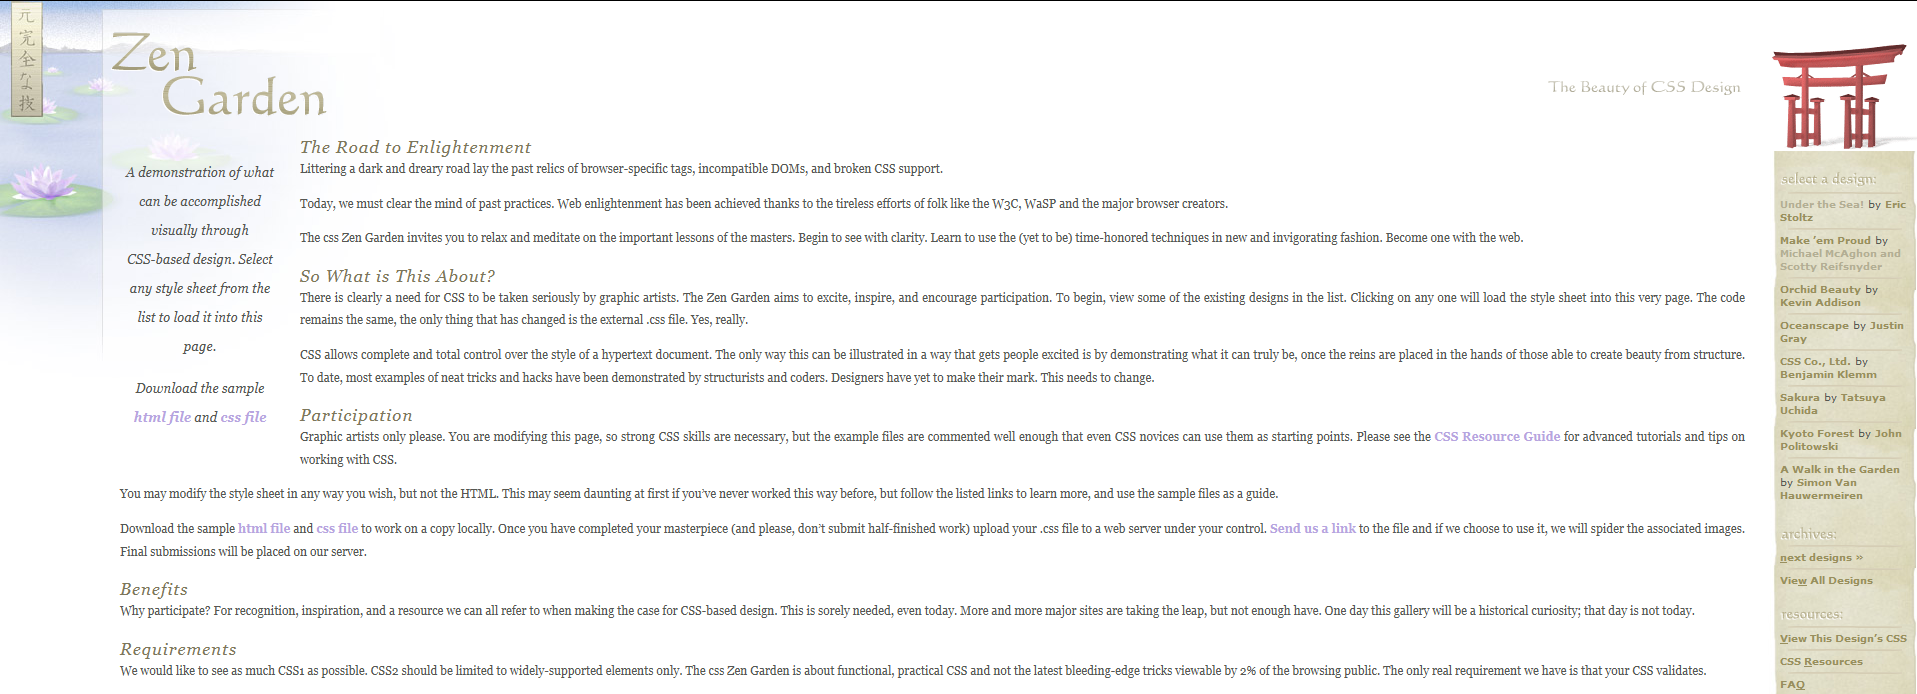 元
完
全
な
技
Zen
Garden
The Beauty of CSS Design
A demonstration of what
can be accomplished
visually through
CSS-based design. Select
any style sheet from the
list to load it into this
page.
Download the sample
html file and css file
The Road to Enlightenment
Littering a dark and dreary road lay the past relics of browser-specific tags, incompatible DOMs, and broken CSS support.
Today, we must clear the mind of past practices. Web enlightenment has been achieved thanks to the tireless efforts of folk like the W3C, WaSP and the major browser creators.
The css Zen Garden invites you to relax and meditate on the important lessons of the masters. Begin to see with clarity. Learn to use the (yet to be) time-honored techniques in new and invigorating fashion. Become one with the web.
So What is This About?
There is clearly a need for CSS to be taken seriously by graphic artists. The Zen Garden aims to excite, inspire, and encourage participation. To begin, view some of the existing designs in the list. Clicking on any one will load the style sheet into this very page. The code
remains the same, the only thing that has changed is the external .css file. Yes, really.
CSS allows complete and total control over the style of a hypertext document. The only way this can be illustrated in a way that gets people excited is by demonstrating what it can truly be, once the reins are placed in the hands of those able to create beauty from structure.
To date, most examples of neat tricks and hacks have been demonstrated by structurists and coders. Designers have yet to make their mark. This needs to change.
Participation
Graphic artists only please. You are modifying this page, so strong CSS skills are necessary, but the example files are commented well enough that even CSS novices can use them as starting points. Please see the CSS Resource Guide for advanced tutorials and tips on
working with CSS.
You may modify the style sheet in any way you wish, but not the HTML. This may seem daunting at first if you’ve never worked this way before, but follow the listed links to learn more, and use the sample files as a guide.
Download the sample html file and css file to work on a copy locally. Once you have completed your masterpiece (and please, don’t submit half-finished work) upload your .css file to a web server under your control. Send us a link to the file and if we choose to use it, we will spider the associated images.
Final submissions will be placed on our server.
Benefits
Why participate? For recognition, inspiration, and a resource we can all refer to when making the case for CSS-based design. This is sorely needed, even today. More and more major sites are taking the leap, but not enough have. One day this gallery will be a historical curiosity; that day is not today.
Requirements
We would like to see as much CSS1 as possible. CSS2 should be limited to widely-supported elements only. The css Zen Garden is about functional, practical CSS and not the latest bleeding-edge tricks viewable by 2% of the browsing public. The only real requirement we have is that your CSS validates.
select a design:
Under the Sea! by Eric
Stoltz
Make ’em Proud by
Michael McAghon and
Scotty Reifsnyder
Orchid Beauty by
Kevin Addison
Oceanscape by Justin
Gray
CSS Co., Ltd. by
Benjamin Klemm
Sakura by Tatsuya
Uchida
Kyoto Forest by John
Politowski
A Walk in the Garden
by Simon Van
Hauwermeiren
archives:
next designs »
View All Designs
resources:
View This Design’s CSS
CSS Resources
FAQ